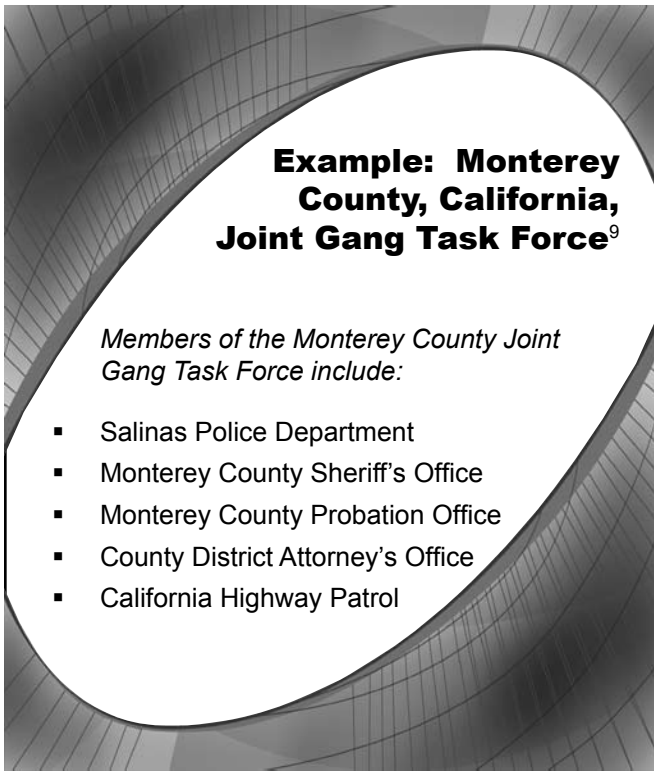 Example: Monterey
County, California,
Joint Gang Task Force⁹
Members of the Monterey County Joint
Gang Task Force include:
▪ Salinas Police Department
▪ Monterey County Sheriff’s Office
▪ Monterey County Probation Office
▪ County District Attorney’s Office
▪ California Highway Patrol